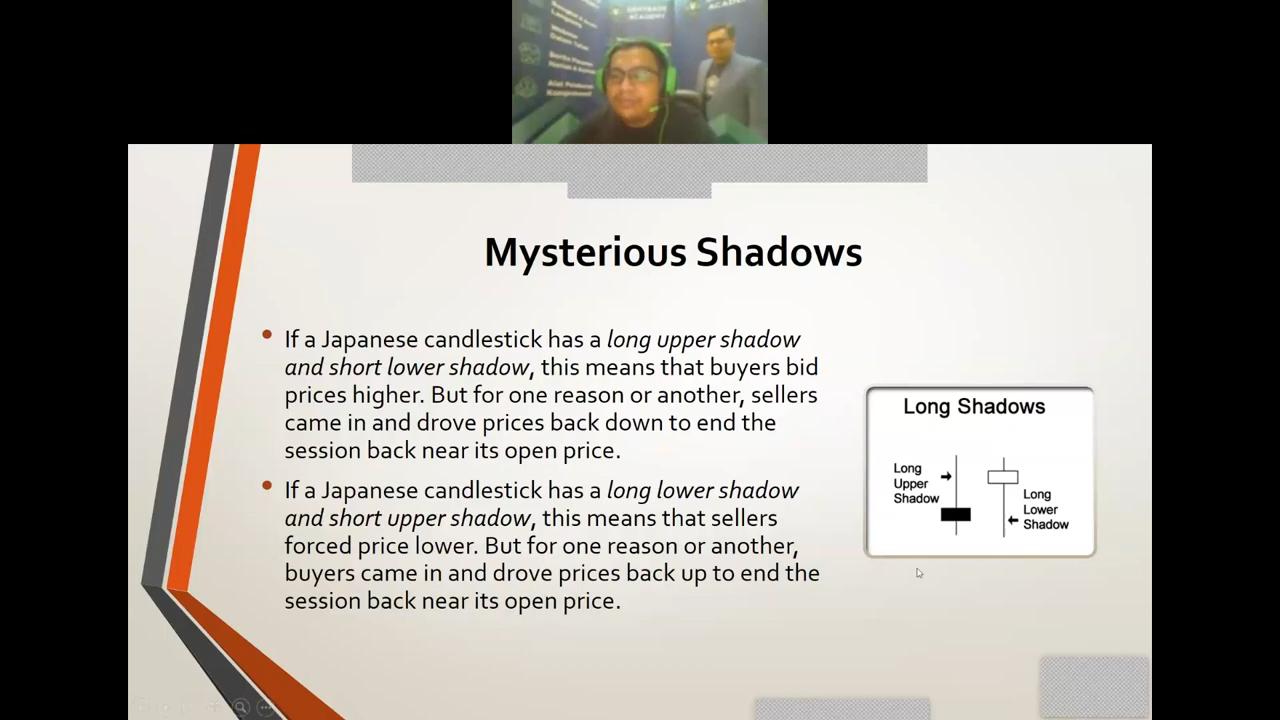 ACADEMY
Webinar
Mysterious Shadows
• If a Japanese candlestick has a long upper shadow
and short lower shadow, this means that buyers bid
prices higher. But for one reason or another, sellers
came in and drove prices back down to end the
session back near its open price.
• If a Japanese candlestick has a long lower shadow
and short upper shadow, this means that sellers
forced price lower. But for one reason or another,
buyers came in and drove prices back up to end the
session back near its open price.
Long Shadows
Long
Upper
Shadow
Long
Lower
Shadow